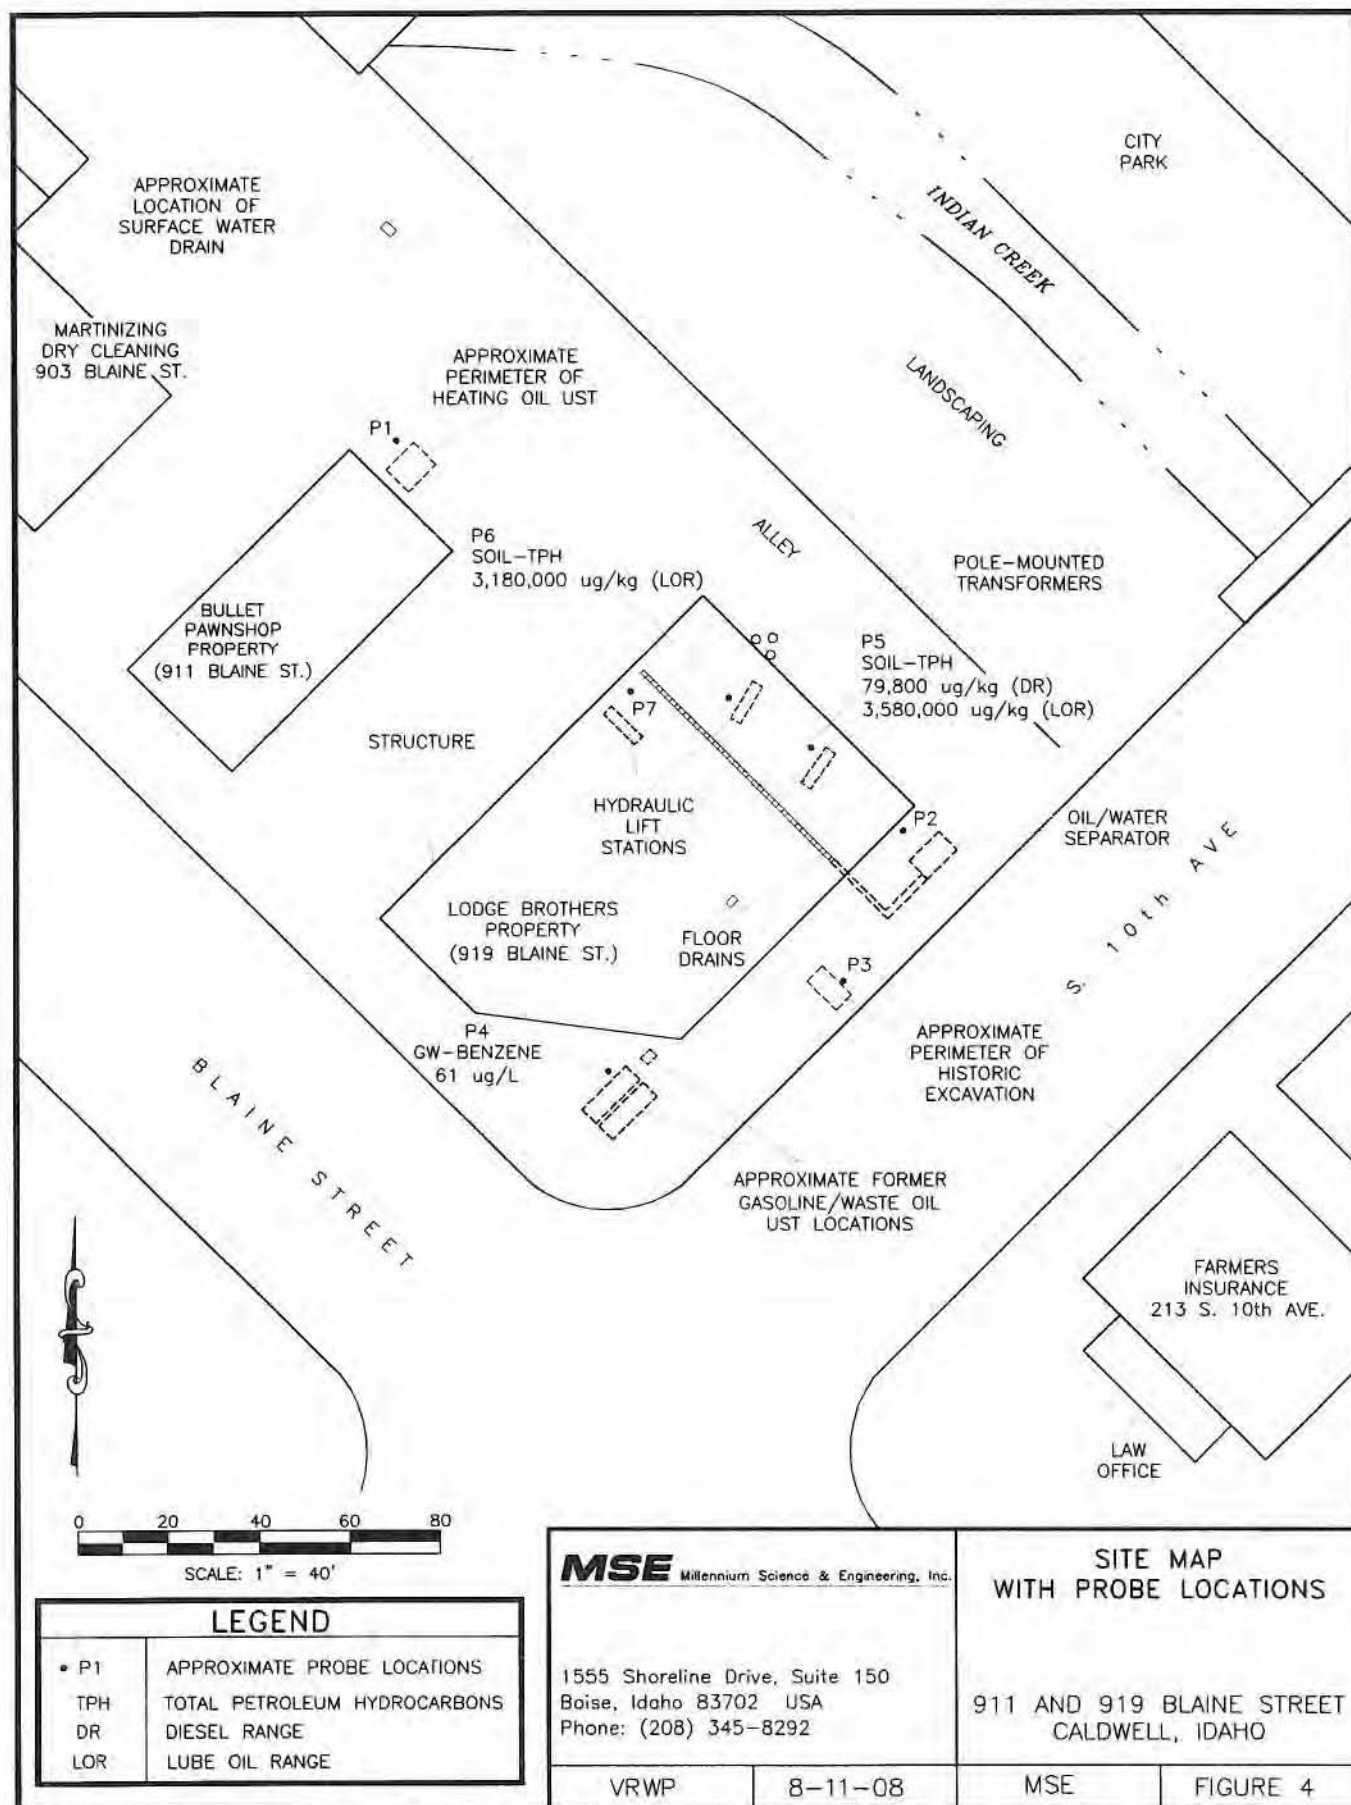 CITY
PARK
APPROXIMATE
LOCATION OF
SURFACE WATER
DRAIN
INDIAN CREEK
MARTINIZING
DRY CLEANING
903 BLAINE ST.
APPROXIMATE
PERIMETER OF
HEATING OIL UST
LANDSCAPING
P1
ALLEY
P6
SOIL-TPH
3,180,000 ug/kg (LOR)
POLE-MOUNTED
TRANSFORMERS
BULLET
PAWNSHOP
PROPERTY
(911 BLAINE ST.)
P5
SOIL-TPH
79,800 ug/kg (DR)
3,580,000 ug/kg (LOR)
P7
STRUCTURE
HYDRAULIC
LIFT
STATIONS
P2
OIL/WATER
SEPARATOR
S. 10th AVE
LODGE BROTHERS
PROPERTY
(919 BLAINE ST.)
FLOOR
DRAINS
P3
P4
GW-BENZENE
61 ug/L
APPROXIMATE
PERIMETER OF
HISTORIC
EXCAVATION
BLAINE STREET
APPROXIMATE FORMER
GASOLINE/WASTE OIL
UST LOCATIONS
FARMERS
INSURANCE
213 S. 10th AVE.
LAW
OFFICE
0 20 40 60 80
SCALE: 1" = 40'
LEGEND
• P1 APPROXIMATE PROBE LOCATIONS
TPH TOTAL PETROLEUM HYDROCARBONS
DR DIESEL RANGE
LOR LUBE OIL RANGE
MSE Millennium Science & Engineering, Inc.
1555 Shoreline Drive, Suite 150
Boise, Idaho 83702 USA
Phone: (208) 345-8292
SITE MAP
WITH PROBE LOCATIONS
911 AND 919 BLAINE STREET
CALDWELL, IDAHO
VRWP 8-11-08 MSE FIGURE 4